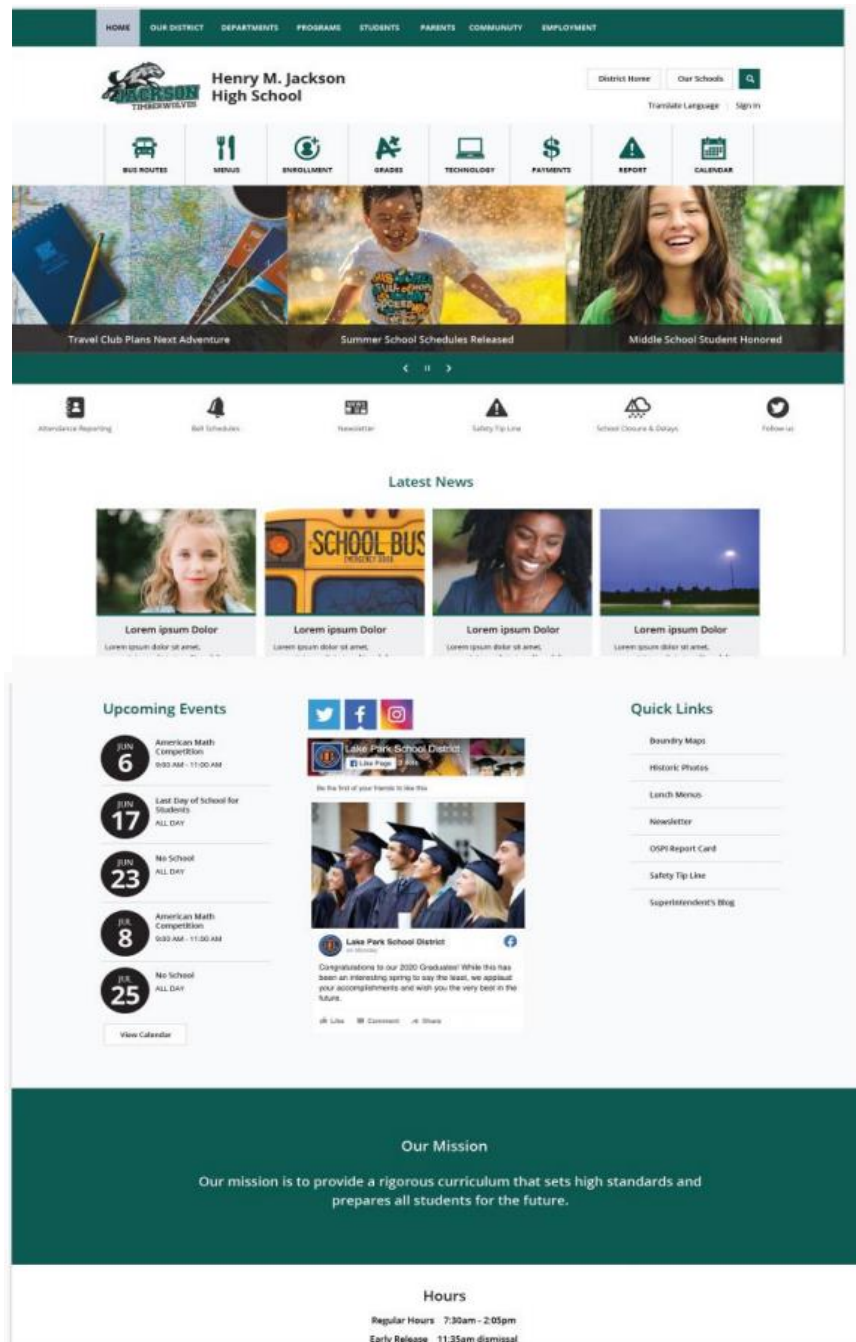 HOME OUR DISTRICT DEPARTMENTS PROGRAMS STUDENTS PARENTS COMMUNUTY EMPLOYMENT
JACKSON
TIMBERWOLVES
Henry M. Jackson
High School
District Home Our Schools
Translate Language Sign In
BUS ROUTES MENUS ENROLLMENT GRADES TECHNOLOGY PAYMENTS REPORT CALENDAR
Travel Club Plans Next Adventure Summer School Schedules Released Middle School Student Honored
Attendance Reporting Bell Schedules Newsletter Safety Tip Line School Closure & Delays Follow us
Latest News
SCHOOL BUS
EMERGENCY DOOR
Lorem ipsum Dolor Lorem ipsum Dolor Lorem ipsum Dolor Lorem ipsum Dolor
Lorem ipsum dolor sit amet, Lorem ipsum dolor sit amet, Lorem ipsum dolor sit amet, Lorem ipsum dolor sit amet,
Upcoming Events
JUN
6
American Math
Competition
9:00 AM - 11:00 AM
JUN
17
Last Day of School for
Students
ALL DAY
JUN
23
No School
ALL DAY
JUL
8
American Math
Competition
9:00 AM - 11:00 AM
JUL
25
No School
ALL DAY
View Calendar
Lake Park School District
Like Page
Be the first of your friends to like this
Lake Park School District
on Monday
Congratulations to our 2020 Graduates! While this has
been an interesting spring to say the least, we applaud
your accomplishments and wish you the very best in the
future.
Like Comment Share
Quick Links
Boundry Maps
Historic Photos
Lunch Menus
Newsletter
OSPI Report Card
Safety Tip Line
Superintendent's Blog
Our Mission
Our mission is to provide a rigorous curriculum that sets high standards and
prepares all students for the future.
Hours
Regular Hours 7:30am - 2:05pm
Early Release 11:35am dismissal